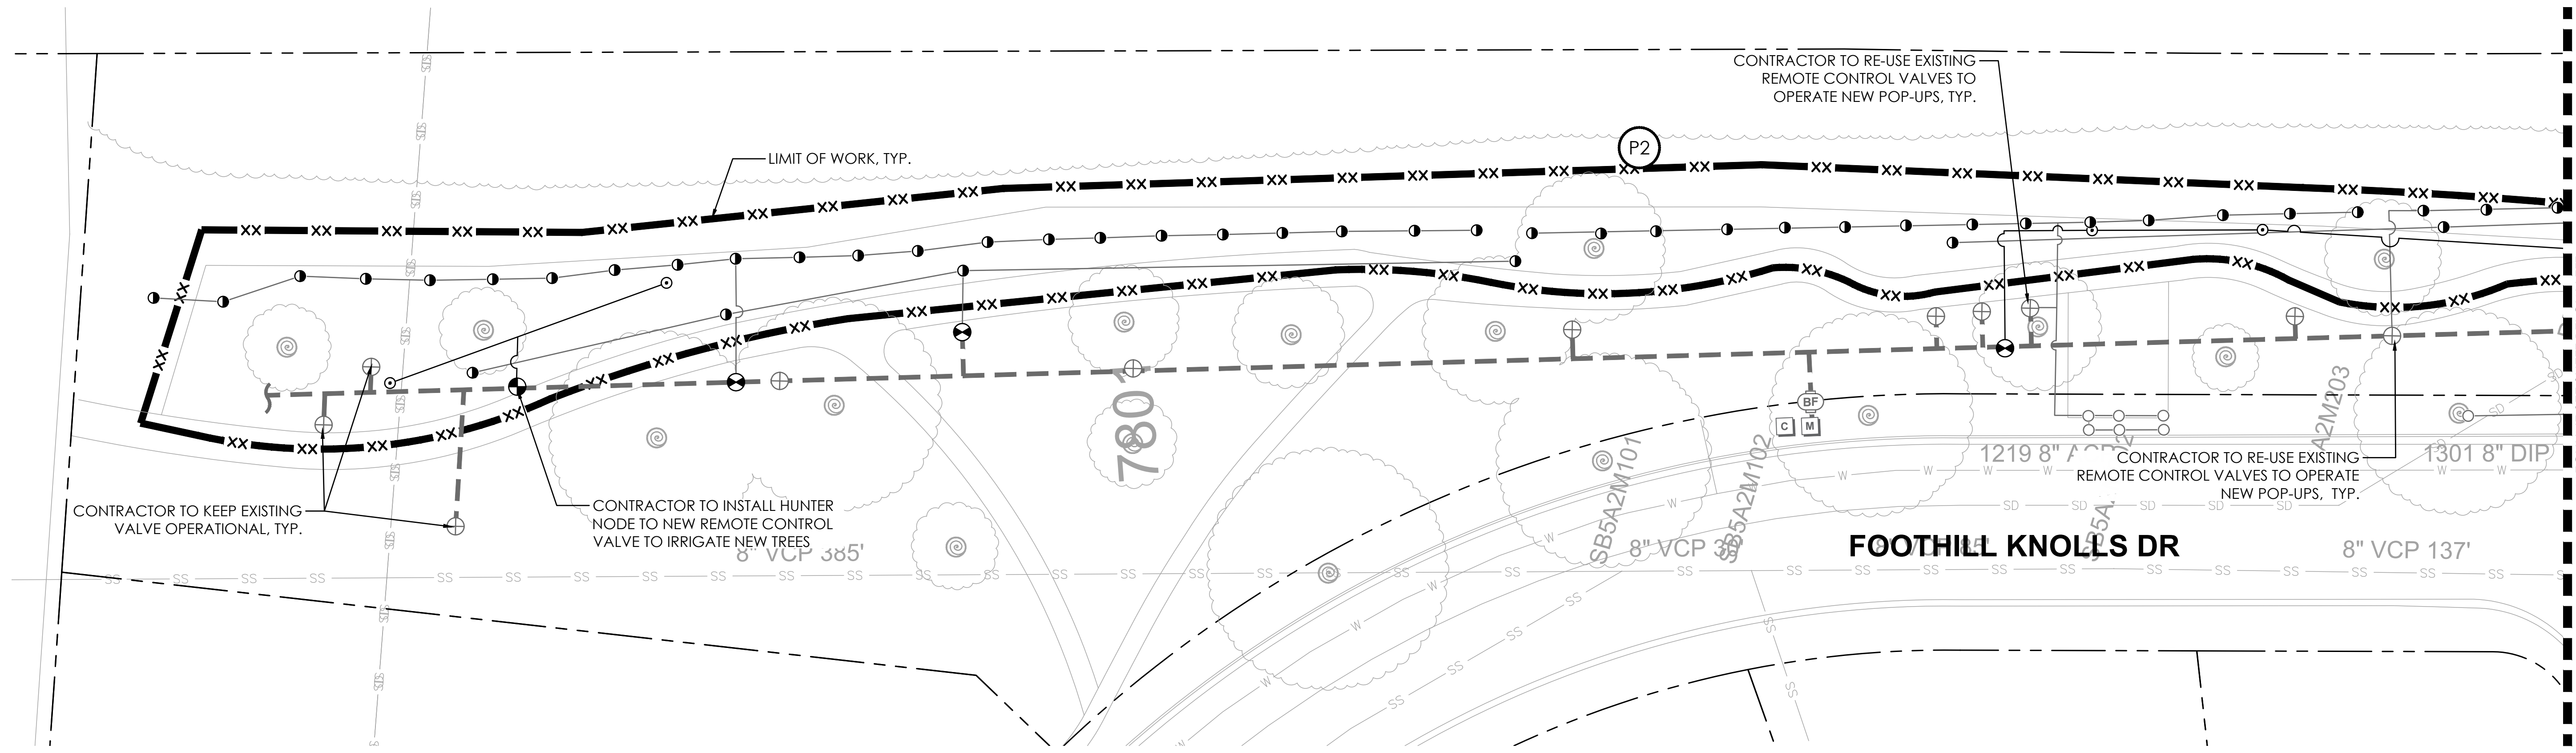 CONTRACTOR TO RE-USE EXISTING
REMOTE CONTROL VALVES TO
OPERATE NEW POP-UPS, TYP.
P2
LIMIT OF WORK, TYP.
BF
C
M
7801
1219 8"
1301 8" DIP
CONTRACTOR TO RE-USE EXISTING
REMOTE CONTROL VALVES TO OPERATE
NEW POP-UPS, TYP.
SB5A2M101
SB5A2M102
A2M203
CONTRACTOR TO KEEP EXISTING
VALVE OPERATIONAL, TYP.
CONTRACTOR TO INSTALL HUNTER
NODE TO NEW REMOTE CONTROL
VALVE TO IRRIGATE NEW TREES
8" VCP 385'
8" VCP
FOOTHILL KNOLLS DR
8" VCP 137'